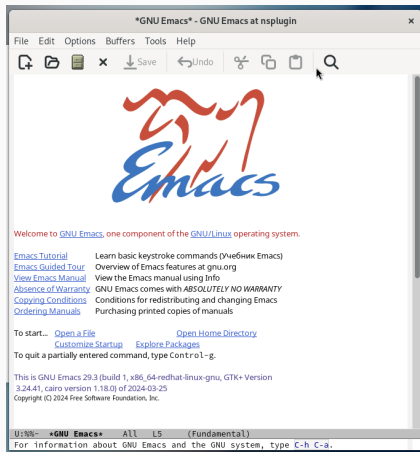 *GNU Emacs* - GNU Emacs at nsplugin ×
File Edit Options Buffers Tools Help
Save Undo
Emacs
Welcome to GNU Emacs, one component of the GNU/Linux operating system.
Emacs Tutorial Learn basic keystroke commands (Учебник Emacs)
Emacs Guided Tour Overview of Emacs features at gnu.org
View Emacs Manual View the Emacs manual using Info
Absence of Warranty GNU Emacs comes with ABSOLUTELY NO WARRANTY
Copying Conditions Conditions for redistributing and changing Emacs
Ordering Manuals Purchasing printed copies of manuals
To start... Open a File Open Home Directory
Customize Startup Explore Packages
To quit a partially entered command, type Control-g.
This is GNU Emacs 29.3 (build 1, x86_64-redhat-linux-gnu, GTK+ Version
3.24.41, cairo version 1.18.0) of 2024-03-25
Copyright (C) 2024 Free Software Foundation, Inc.
U:%%- *GNU Emacs* All L5 (Fundamental)
For information about GNU Emacs and the GNU system, type C-h C-a.